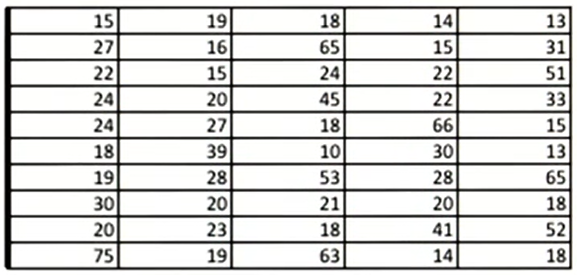 15 19 18 14 13
27 16 65 15 31
22 15 24 22 51
24 20 45 22 33
24 27 18 66 15
18 39 10 30 13
19 28 53 28 65
30 20 21 20 18
20 23 18 41 52
75 19 63 14 18